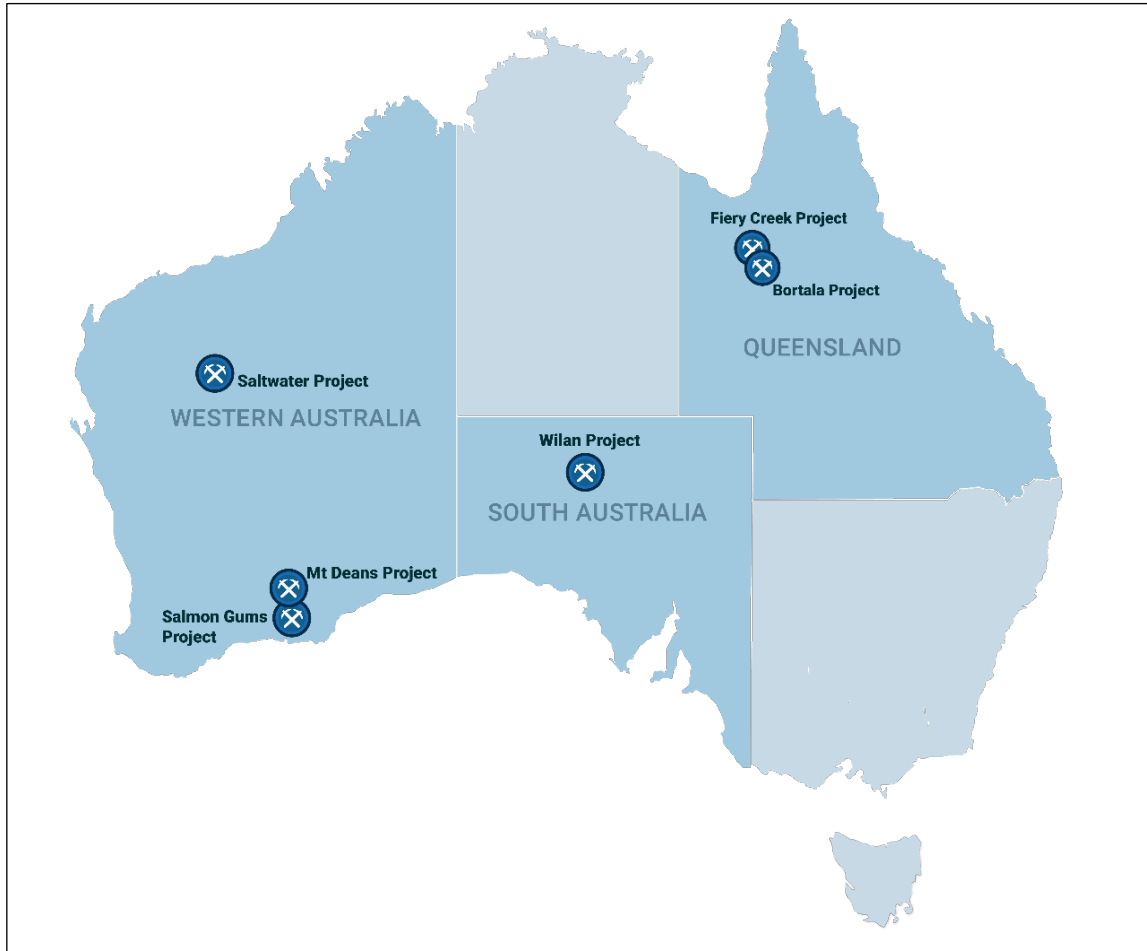 Fiery Creek Project
Bortala Project
QUEENSLAND
Saltwater Project
WESTERN AUSTRALIA
Wilan Project
SOUTH AUSTRALIA
Mt Deans Project
Salmon Gums
Project